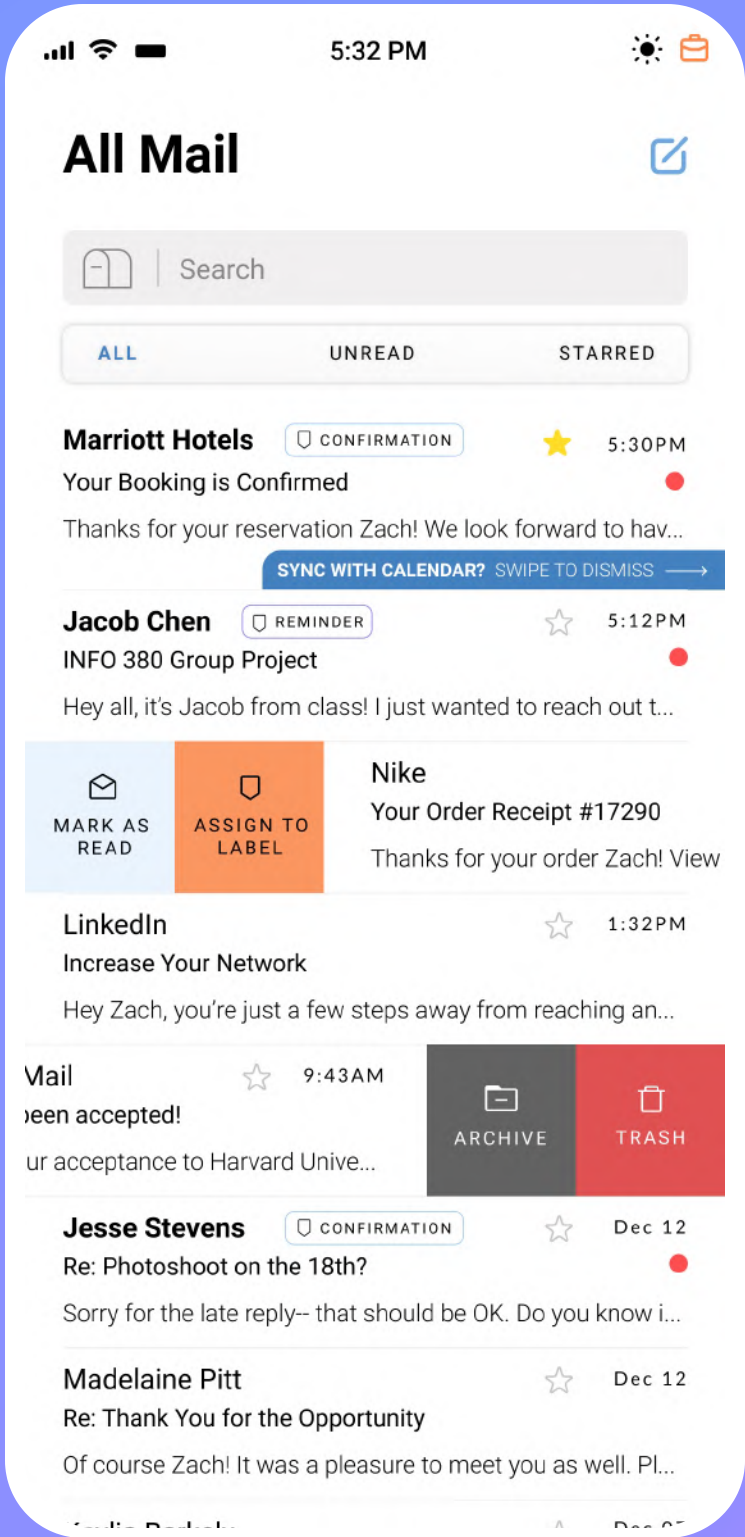 5:32 PM
All Mail
Search
ALL UNREAD STARRED
Marriott Hotels CONFIRMATION 5:30PM
Your Booking is Confirmed
Thanks for your reservation Zach! We look forward to hav...
SYNC WITH CALENDAR? SWIPE TO DISMISS
Jacob Chen REMINDER 5:12PM
INFO 380 Group Project
Hey all, it's Jacob from class! I just wanted to reach out t...
MARK AS
READ
ASSIGN TO
LABEL
Nike
Your Order Receipt #17290
Thanks for your order Zach! View
LinkedIn 1:32PM
Increase Your Network
Hey Zach, you're just a few steps away from reaching an...
Mail 9:43AM
been accepted!
ur acceptance to Harvard Unive...
ARCHIVE
TRASH
Jesse Stevens CONFIRMATION Dec 12
Re: Photoshoot on the 18th?
Sorry for the late reply-- that should be OK. Do you know i...
Madelaine Pitt Dec 12
Re: Thank You for the Opportunity
Of course Zach! It was a pleasure to meet you as well. Pl...